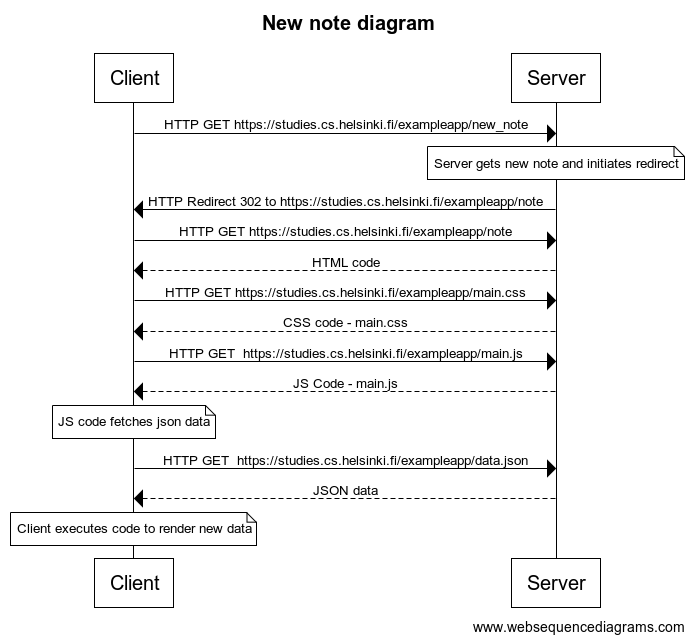 New note diagram
Client
Server
HTTP GET https://studies.cs.helsinki.fi/exampleapp/new_note
Server gets new note and initiates redirect
HTTP Redirect 302 to https://studies.cs.helsinki.fi/exampleapp/note
HTTP GET https://studies.cs.helsinki.fi/exampleapp/note
HTML code
HTTP GET https://studies.cs.helsinki.fi/exampleapp/main.css
CSS code - main.css
HTTP GET  https://studies.cs.helsinki.fi/exampleapp/main.js
JS Code - main.js
JS code fetches json data
HTTP GET  https://studies.cs.helsinki.fi/exampleapp/data.json
JSON data
Client executes code to render new data
Client
Server
www.websequencediagrams.com